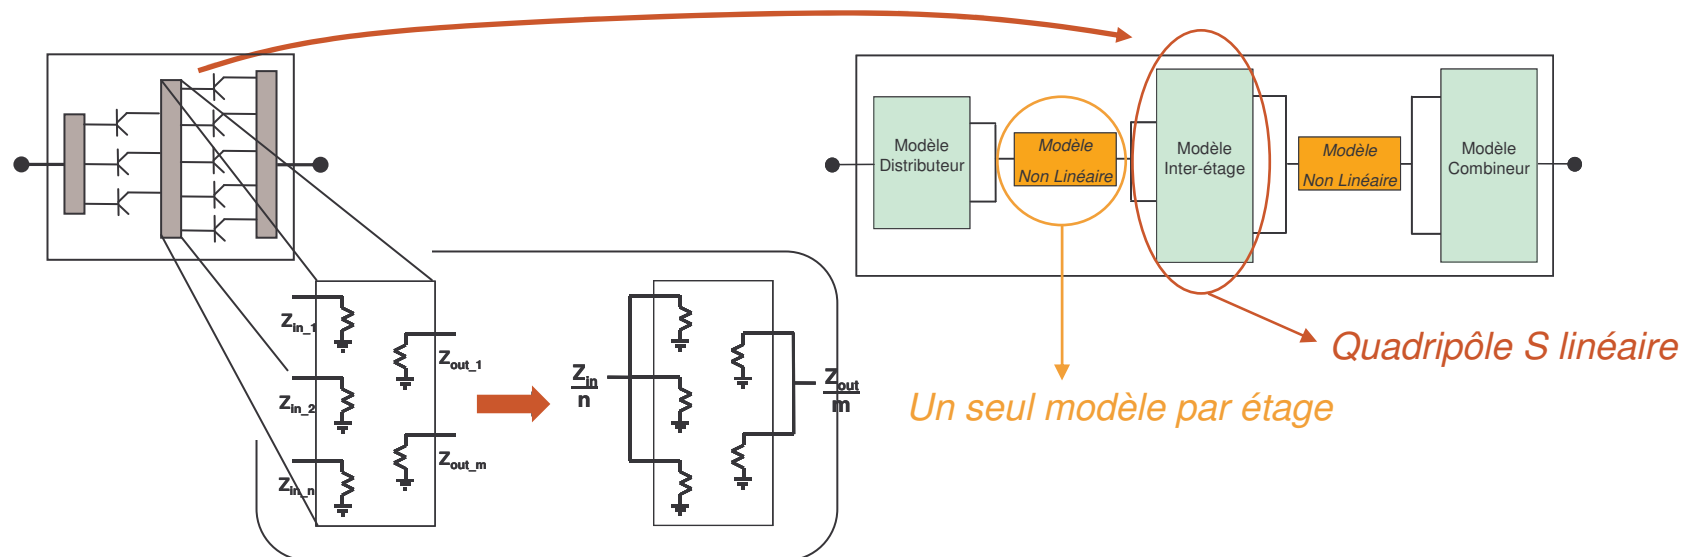 Modèle
Distributeur
Modèle
Non Linéaire
Modèle
Inter-étage
Modèle
Non Linéaire
Modèle
Combineur
Quadripôle S linéaire
Un seul modèle par étage
Zin_1
Zout_1
Zin_2
Zout_m
Zin_n
Zin
n
Zout
m